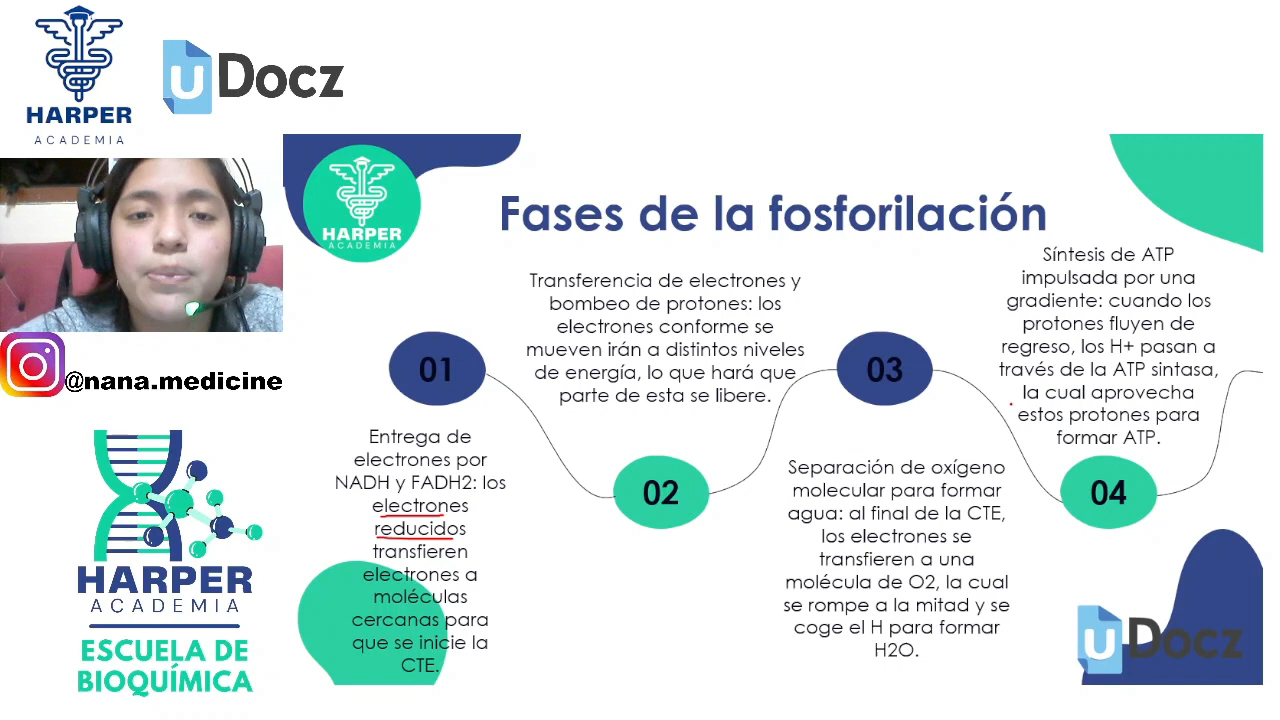 HARPER
ACADEMIA
uDocz
@nana.medicine
HARPER
ACADEMIA
ESCUELA DE
BIOQUÍMICA
HARPER
ACADEMIA
Fases de la fosforilación
01
Entrega de
electrones por
NADH y FADH2: los
electrones
reducidos
transfieren
electrones a
moléculas
cercanas para
que se inicie la
CTE.
Transferencia de electrones y
bombeo de protones: los
electrones conforme se
mueven irán a distintos niveles
de energía, lo que hará que
parte de esta se libere.
02
03
Separación de oxígeno
molecular para formar
agua: al final de la CTE,
los electrones se
transfieren a una
molécula de O2, la cual
se rompe a la mitad y se
coge el H para formar
H2O.
Síntesis de ATP
impulsada por una
gradiente: cuando los
protones fluyen de
regreso, los H+ pasan a
través de la ATP sintasa,
la cual aprovecha
estos protones para
formar ATP.
04
uDocz